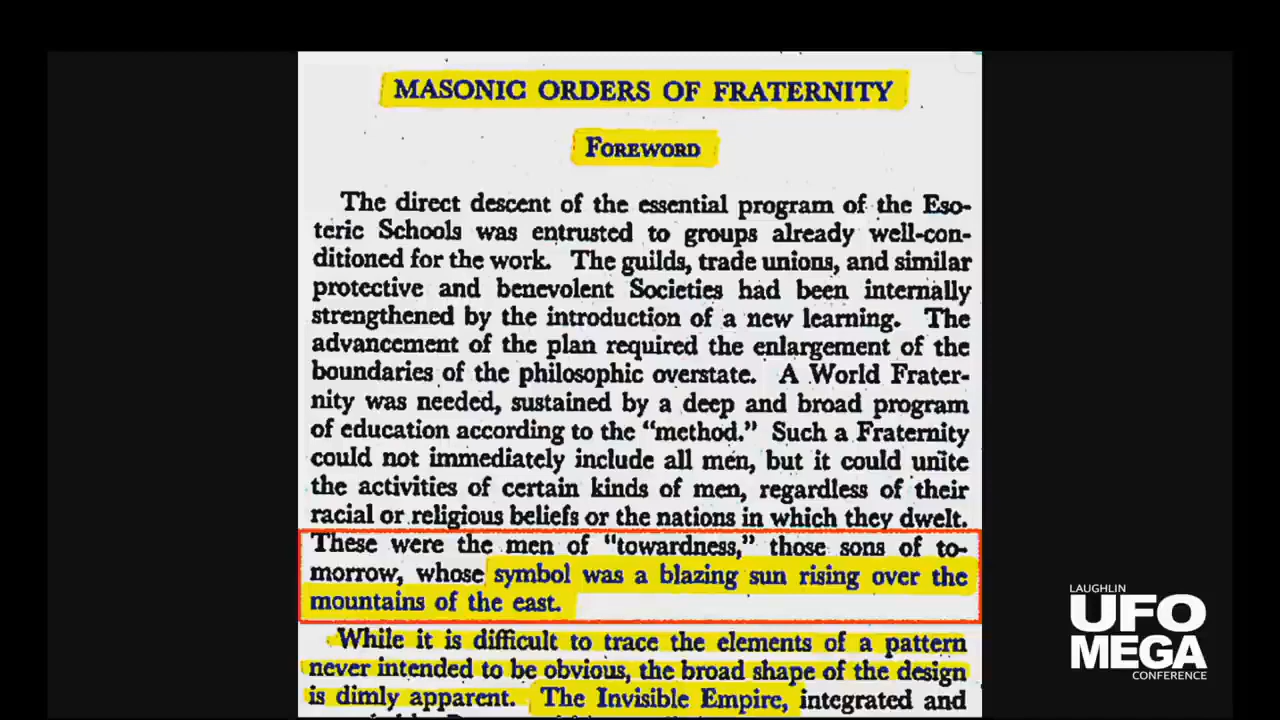 MASONIC ORDERS OF FRATERNITY
FOREWORD
The direct descent of the essential program of the Eso-
teric Schools was entrusted to groups already well-con-
ditioned for the work. The guilds, trade unions, and similar
protective and benevolent Societies had been internally
strengthened by the introduction of a new learning. The
advancement of the plan required the enlargement of the
boundaries of the philosophic overstate. A World Frater-
nity was needed, sustained by a deep and broad program
of education according to the “method.” Such a Fraternity
could not immediately include all men, but it could unite
the activities of certain kinds of men, regardless of their
racial or religious beliefs or the nations in which they dwelt.
These were the men of “towardness,” those sons of to-
morrow, whose symbol was a blazing sun rising over the
mountains of the east.
While it is difficult to trace the elements of a pattern
never intended to be obvious, the broad shape of the design
is dimly apparent. The Invisible Empire, integrated and
LAUGHLIN
UFO
MEGA
CONFERENCE